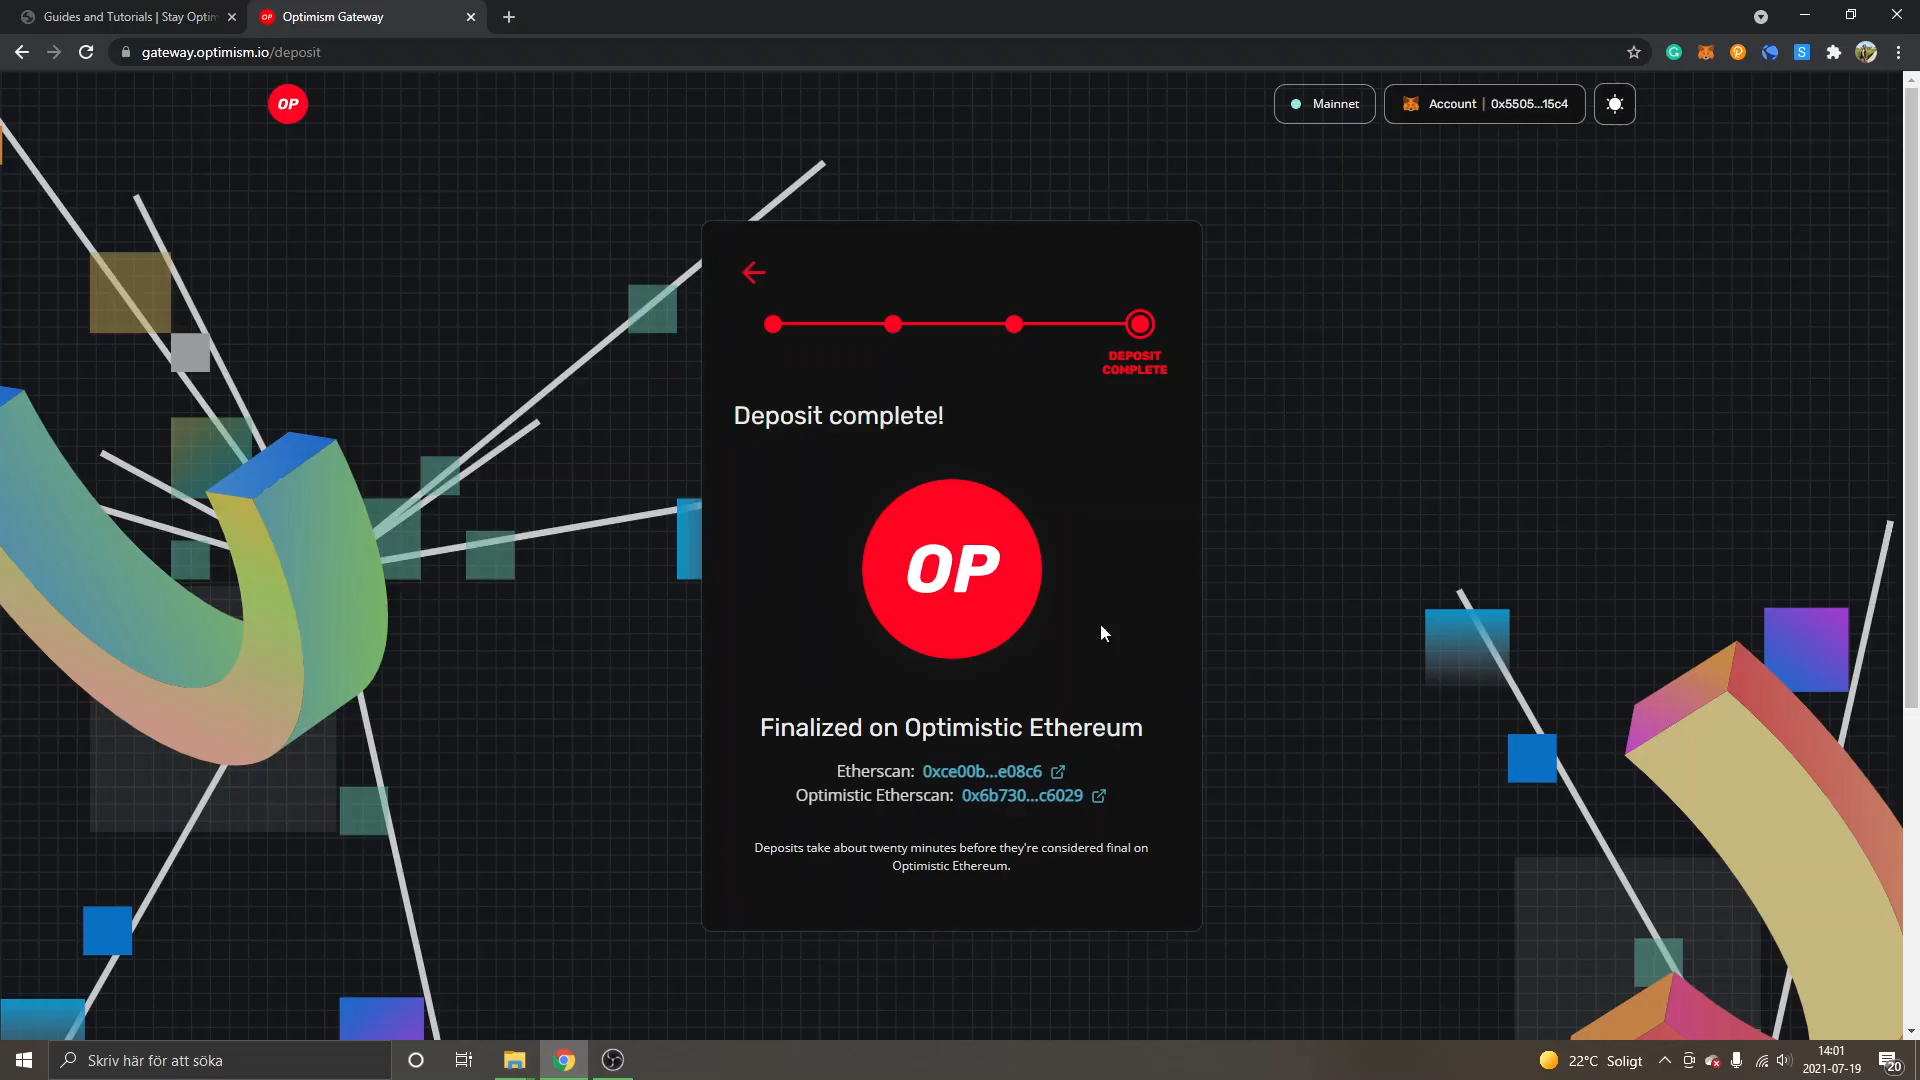 Guides and Tutorials | Stay Optim
Optimism Gateway
gateway.optimism.io/deposit
OP
Mainnet
Account | 0x5505...15c4
DEPOSIT
COMPLETE
Deposit complete!
OP
Finalized on Optimistic Ethereum
Etherscan: 0xce00b...e08c6
Optimistic Etherscan: 0x6b730...c6029
Deposits take about twenty minutes before they're considered final on
Optimistic Ethereum.
Skriv här för att söka
22°C Soligt
14:01
2021-07-19
20